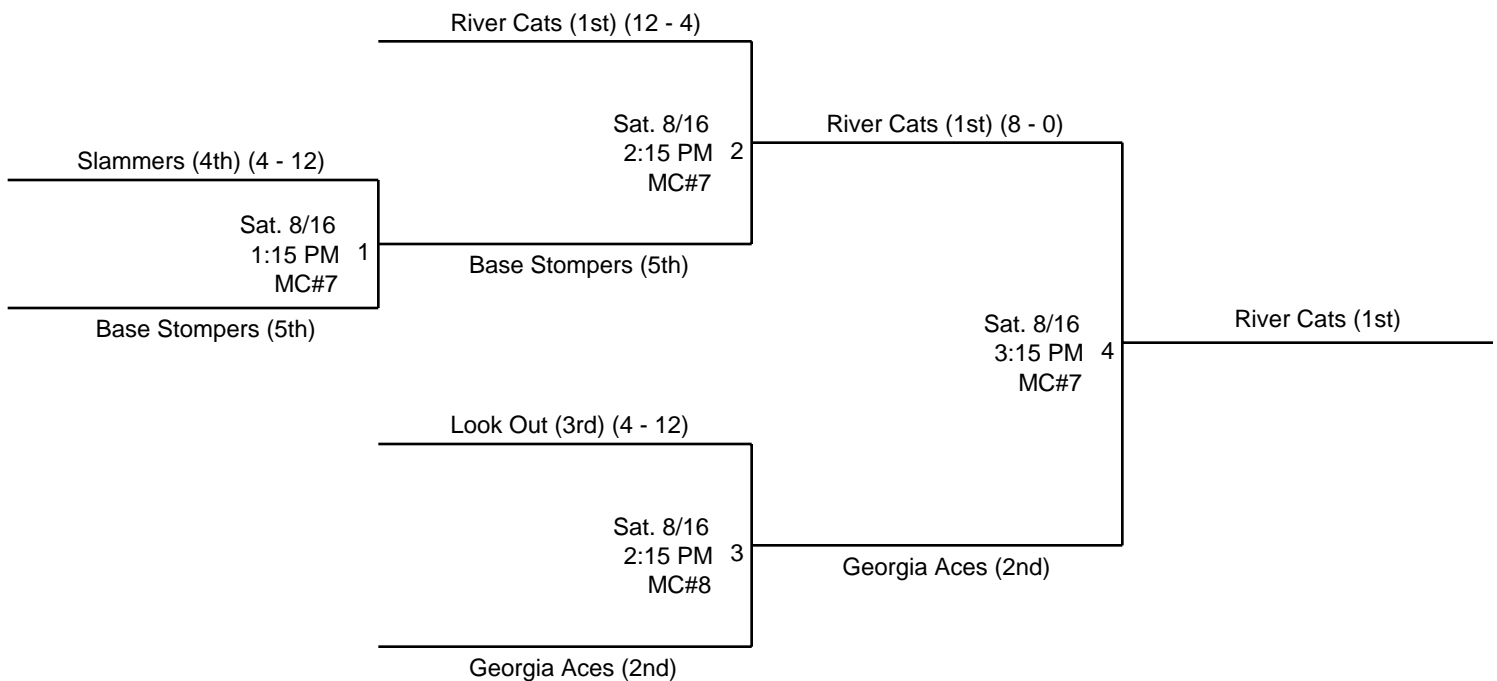 River Cats (1st) (12 - 4)
Sat. 8/16
2:15 PM 2
MC#7
River Cats (1st) (8 - 0)
Slammers (4th) (4 - 12)
Sat. 8/16
1:15 PM 1
MC#7
Base Stompers (5th)
Base Stompers (5th)
Sat. 8/16
3:15 PM 4
MC#7
River Cats (1st)
Look Out (3rd) (4 - 12)
Sat. 8/16
2:15 PM 3
MC#8
Georgia Aces (2nd)
Georgia Aces (2nd)